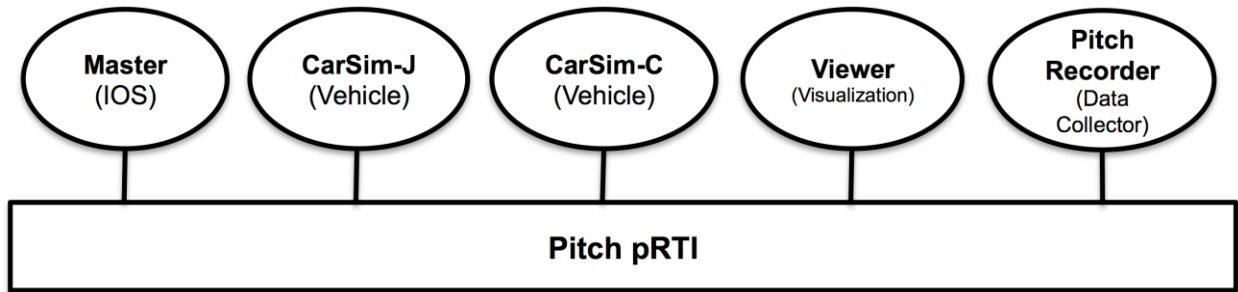 Master
(IOS)
CarSim-J
(Vehicle)
CarSim-C
(Vehicle)
Viewer
(Visualization)
Pitch
Recorder
(Data
Collector)
Pitch pRTI